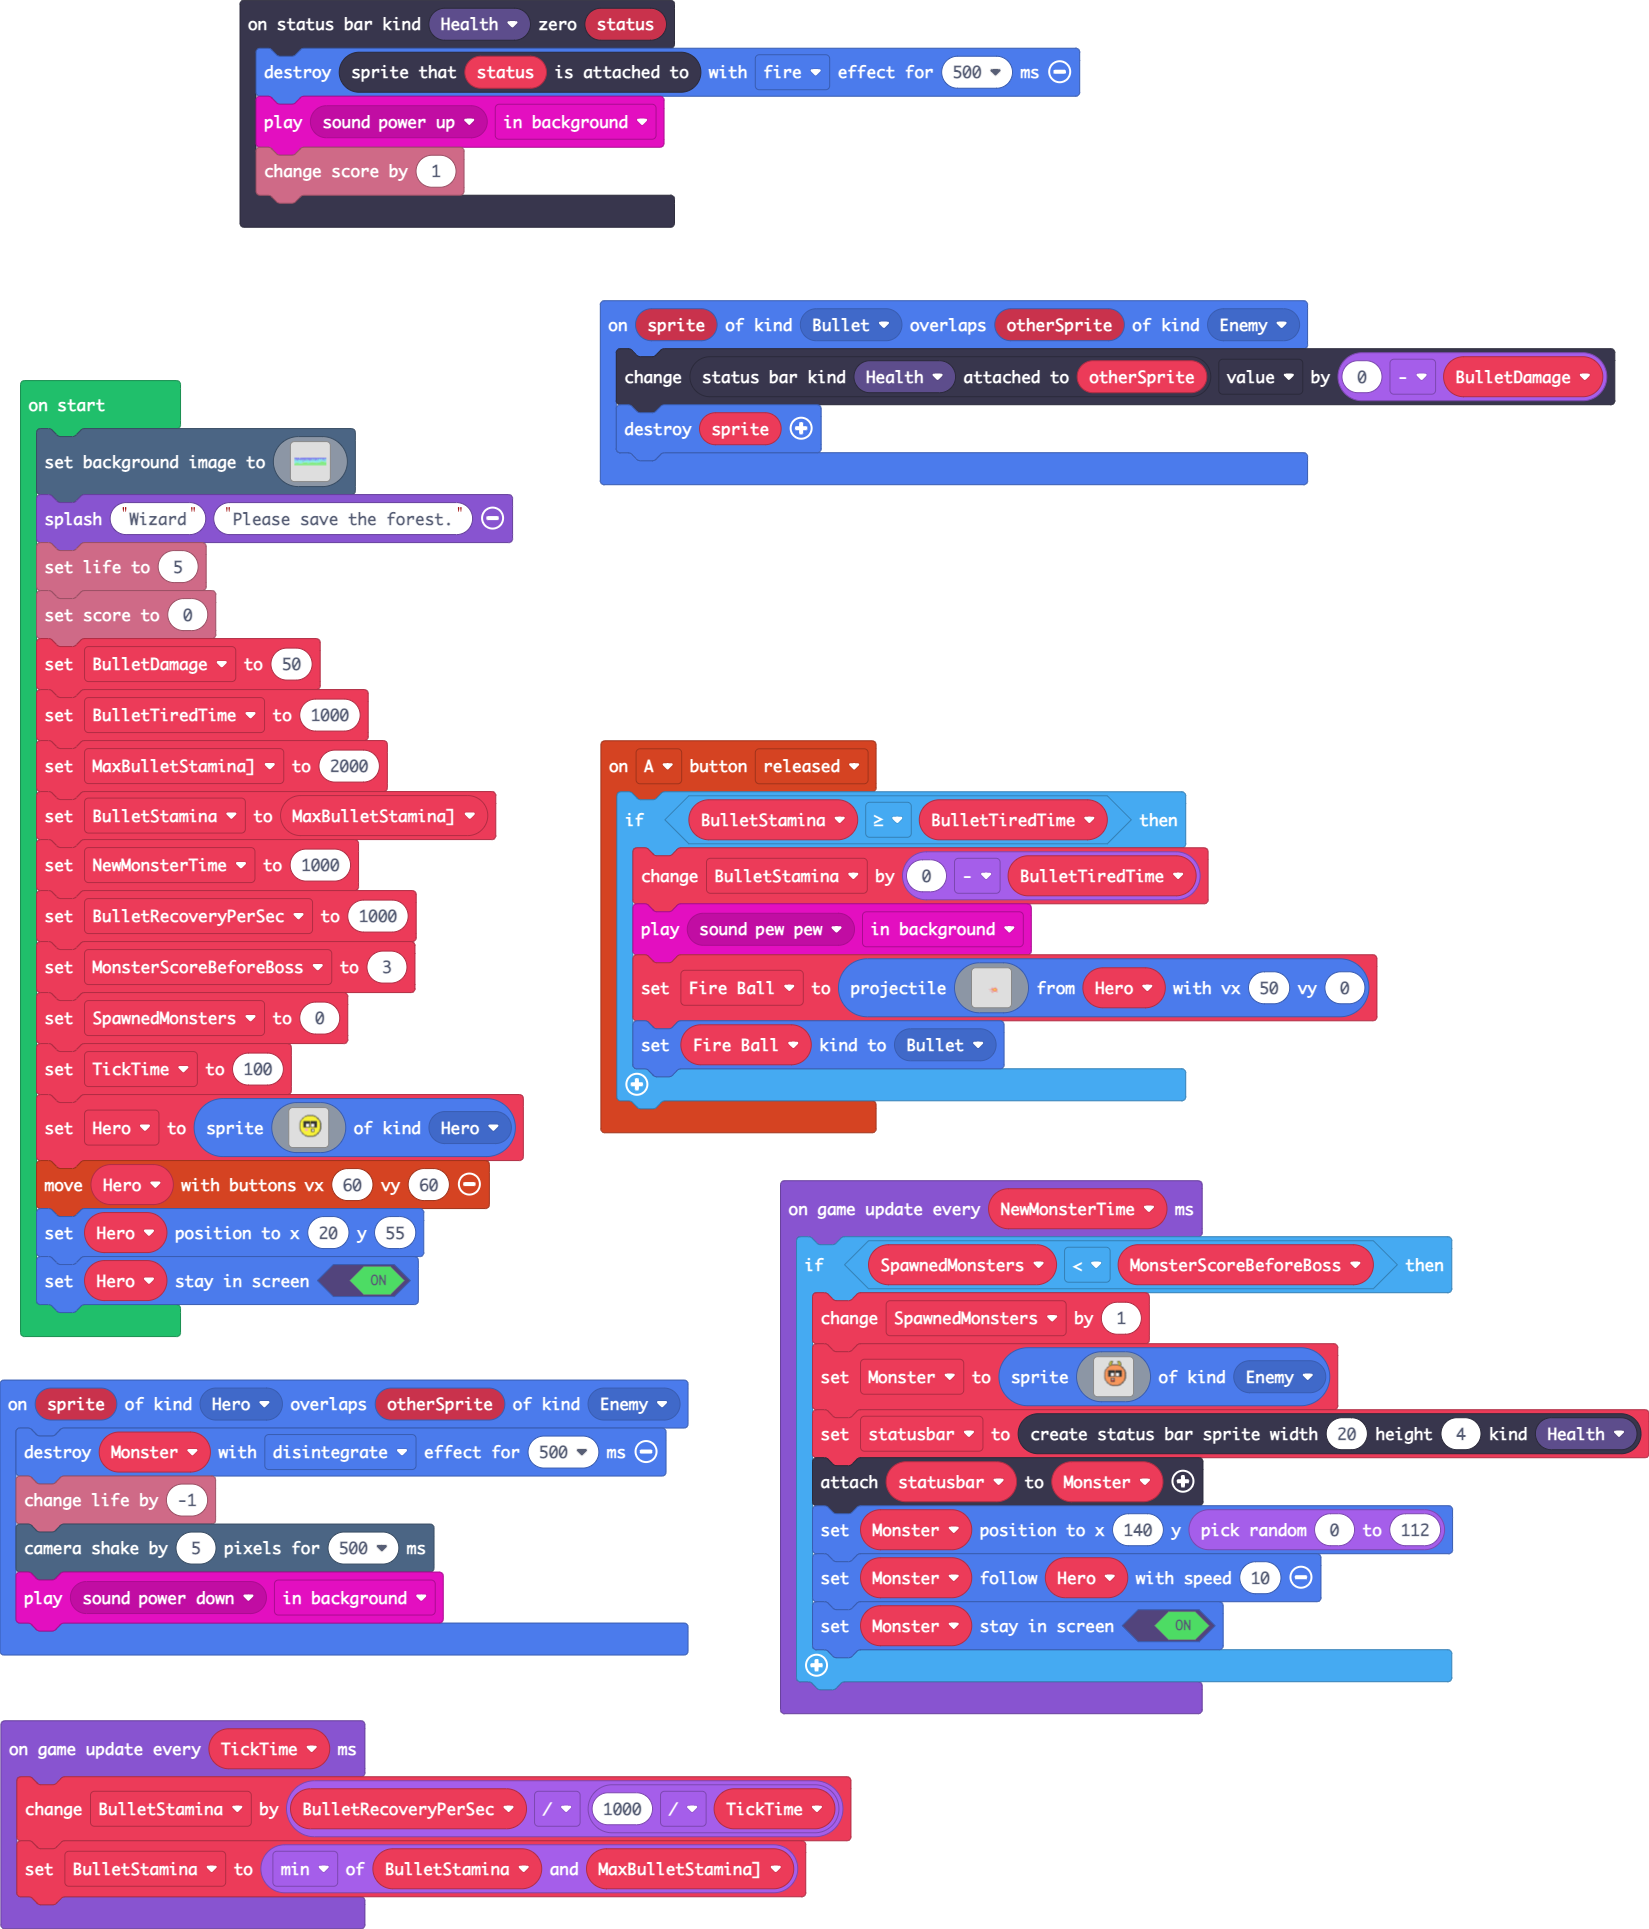 on status bar kind Health zero status
destroy sprite that status is attached to with fire effect for 500 ms
play sound power up in background
change score by 1
on sprite of kind Bullet overlaps otherSprite of kind Enemy
change status bar kind Health attached to otherSprite value by 0 - BulletDamage
destroy sprite
on start
set background image to
splash "Wizard" "Please save the forest."
set life to 5
set score to 0
set BulletDamage to 50
set BulletTiredTime to 1000
set MaxBulletStamina] to 2000
set BulletStamina to MaxBulletStamina]
set NewMonsterTime to 1000
set BulletRecoveryPerSec to 1000
set MonsterScoreBeforeBoss to 3
set SpawnedMonsters to 0
set TickTime to 100
set Hero to sprite of kind Hero
move Hero with buttons vx 60 vy 60
set Hero position to x 20 y 55
set Hero stay in screen ON
on A button released
if BulletStamina ≥ BulletTiredTime then
change BulletStamina by 0 - BulletTiredTime
play sound pew pew in background
set Fire Ball to projectile from Hero with vx 50 vy 0
set Fire Ball kind to Bullet
on game update every NewMonsterTime ms
if SpawnedMonsters < MonsterScoreBeforeBoss then
change SpawnedMonsters by 1
set Monster to sprite of kind Enemy
set statusbar to create status bar sprite width 20 height 4 kind Health
attach statusbar to Monster
set Monster position to x 140 y pick random 0 to 112
set Monster follow Hero with speed 10
set Monster stay in screen ON
on sprite of kind Hero overlaps otherSprite of kind Enemy
destroy Monster with disintegrate effect for 500 ms
change life by -1
camera shake by 5 pixels for 500 ms
play sound power down in background
on game update every TickTime ms
change BulletStamina by BulletRecoveryPerSec / 1000 / TickTime
set BulletStamina to min of BulletStamina and MaxBulletStamina]